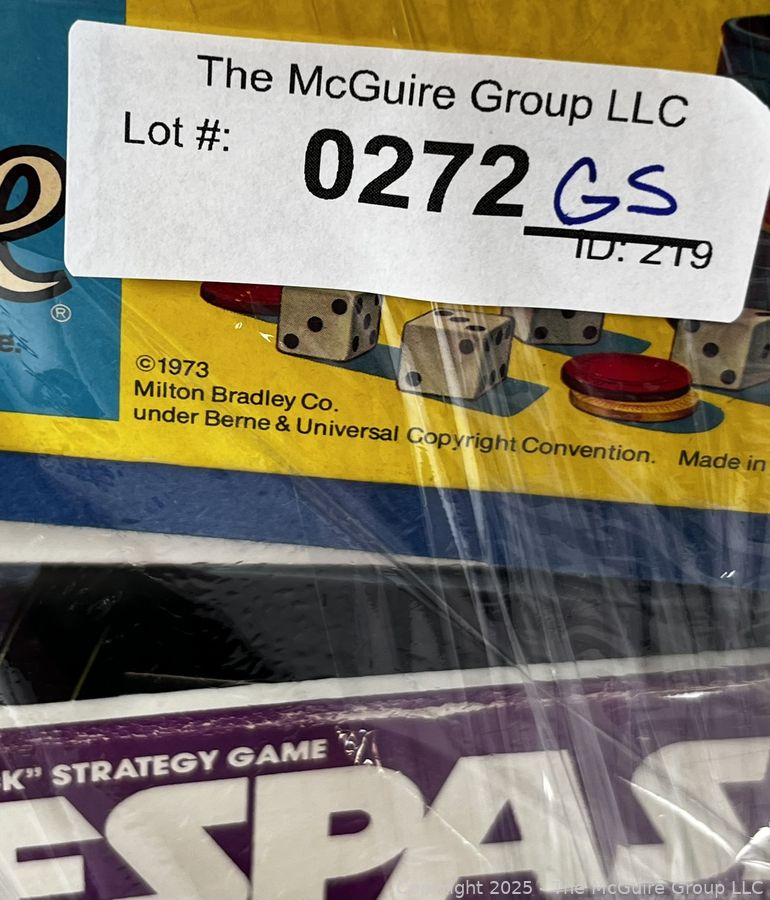 The McGuire Group LLC
Lot #: 0272 GS
ID: 219
®
e.
©1973
Milton Bradley Co.
under Berne & Universal Copyright Convention. Made in
K" STRATEGY GAME
ESPAS
Copyright 2025 - The McGuire Group LLC